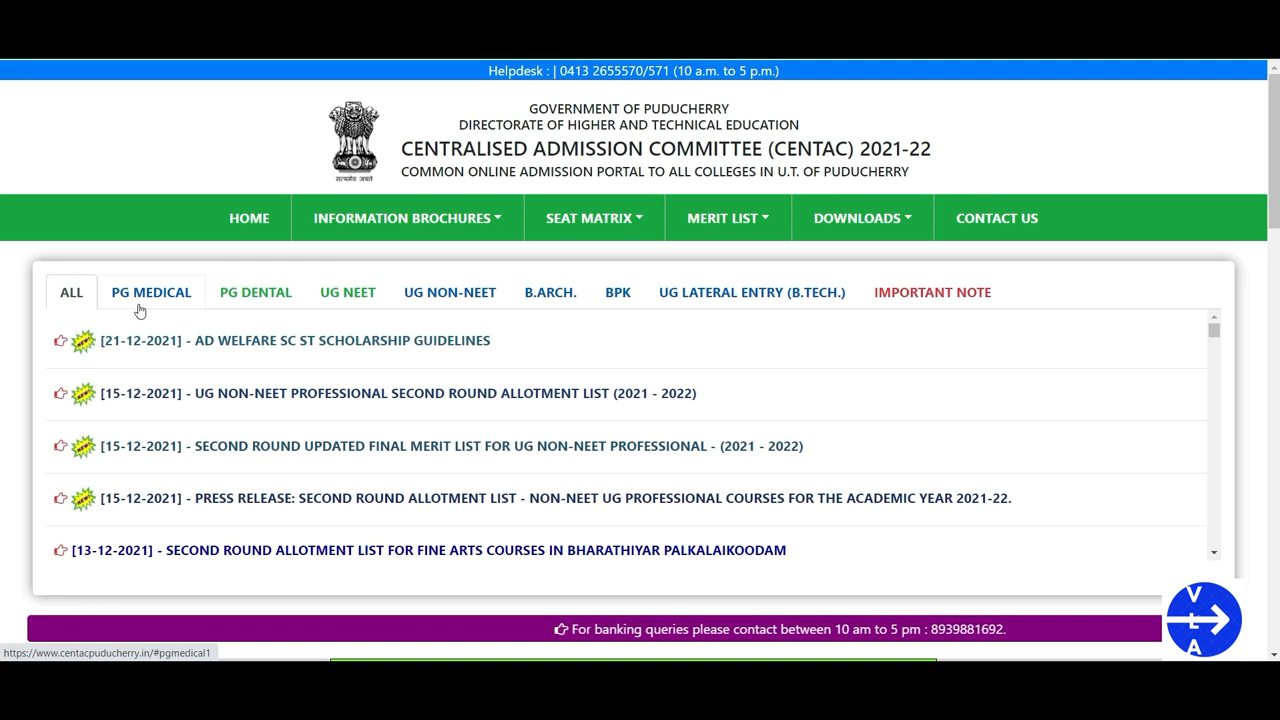 Helpdesk : | 0413 2655570/571 (10 a.m. to 5 p.m.)
GOVERNMENT OF PUDUCHERRY
DIRECTORATE OF HIGHER AND TECHNICAL EDUCATION
CENTRALISED ADMISSION COMMITTEE (CENTAC) 2021-22
COMMON ONLINE ADMISSION PORTAL TO ALL COLLEGES IN U.T. OF PUDUCHERRY
सत्यमेव जयते
HOME INFORMATION BROCHURES SEAT MATRIX MERIT LIST DOWNLOADS CONTACT US
ALL PG MEDICAL PG DENTAL UG NEET UG NON-NEET B.ARCH. BPK UG LATERAL ENTRY (B.TECH.) IMPORTANT NOTE
NEW! [21-12-2021] - AD WELFARE SC ST SCHOLARSHIP GUIDELINES
NEW! [15-12-2021] - UG NON-NEET PROFESSIONAL SECOND ROUND ALLOTMENT LIST (2021 - 2022)
NEW! [15-12-2021] - SECOND ROUND UPDATED FINAL MERIT LIST FOR UG NON-NEET PROFESSIONAL - (2021 - 2022)
NEW! [15-12-2021] - PRESS RELEASE: SECOND ROUND ALLOTMENT LIST - NON-NEET UG PROFESSIONAL COURSES FOR THE ACADEMIC YEAR 2021-22.
[13-12-2021] - SECOND ROUND ALLOTMENT LIST FOR FINE ARTS COURSES IN BHARATHIYAR PALKALAIKOODAM
For banking queries please contact between 10 am to 5 pm : 8939881692.
V
L
A
https://www.centacpuducherry.in/#pgmedical1